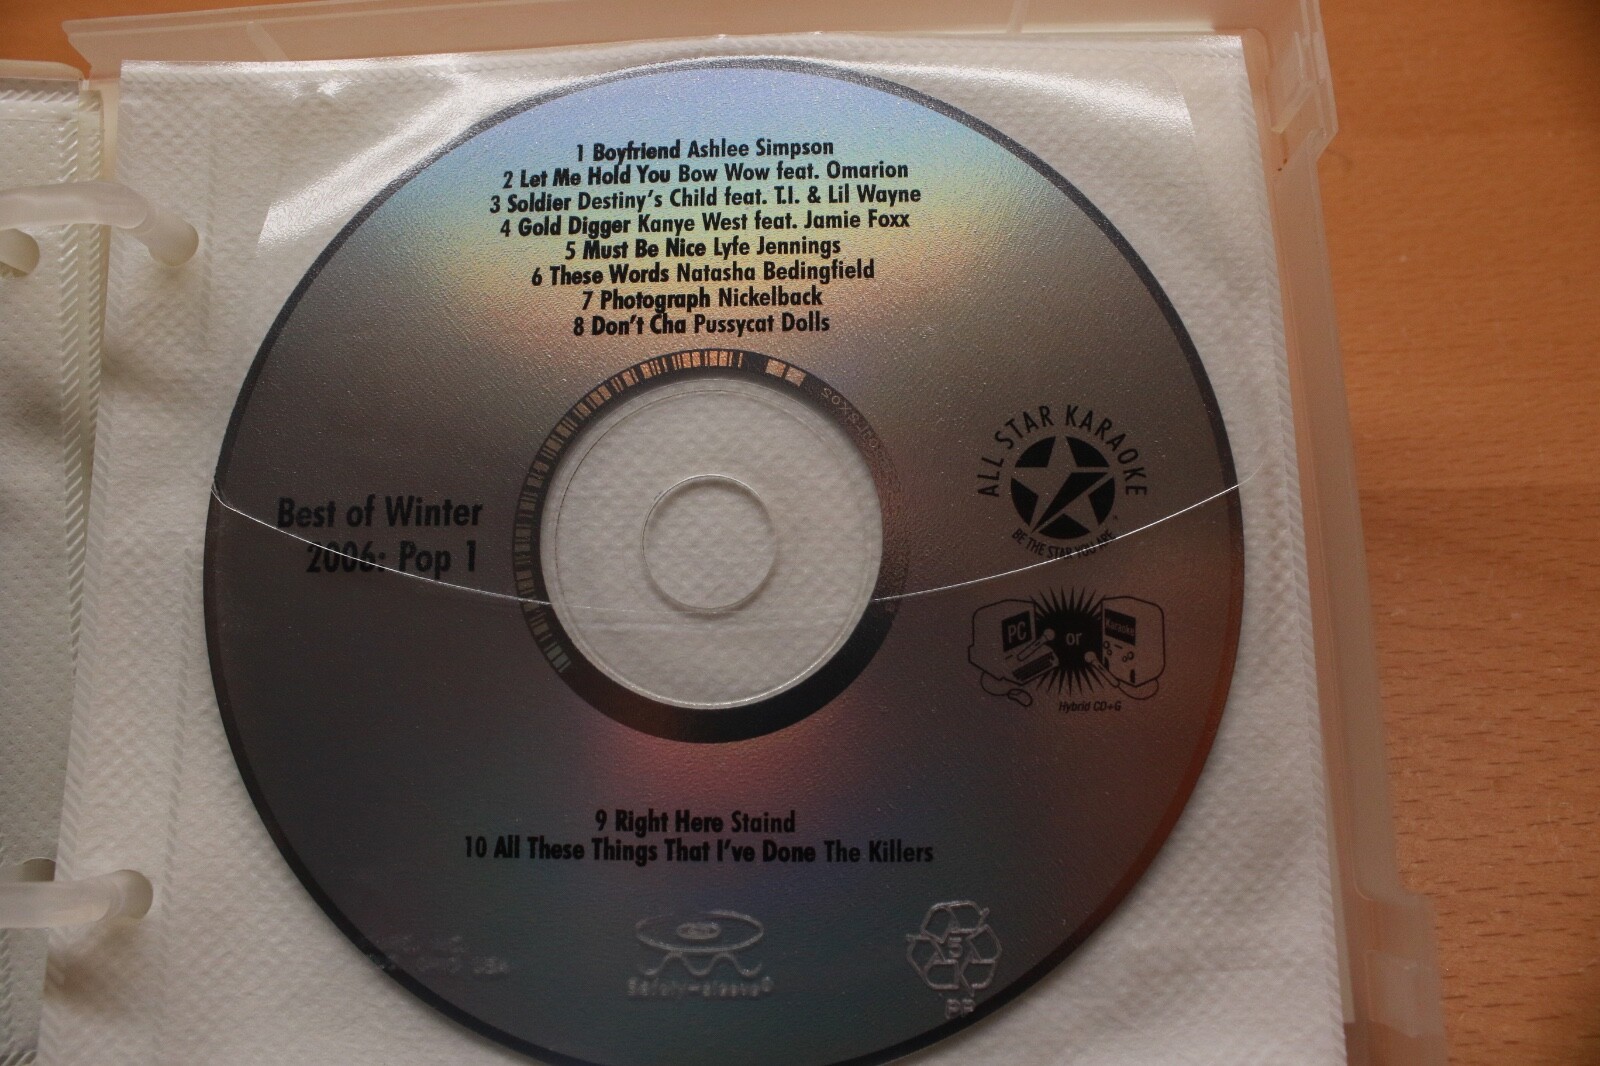 1 Boyfriend Ashlee Simpson
2 Let Me Hold You Bow Wow feat. Omarion
3 Soldier Destiny's Child feat. T.I. & Lil Wayne
4 Gold Digger Kanye West feat. Jamie Foxx
5 Must Be Nice Lyfe Jennings
6 These Words Natasha Bedingfield
7 Photograph Nickelback
8 Don't Cha Pussycat Dolls
ALL STAR KARAOKE
BE THE STAR YOU ARE
Best of Winter
2006: Pop 1
PC
or
Karaoke
Hybrid CD+G
9 Right Here Staind
10 All These Things That I've Done The Killers
Safety-sleeve®
5
PP